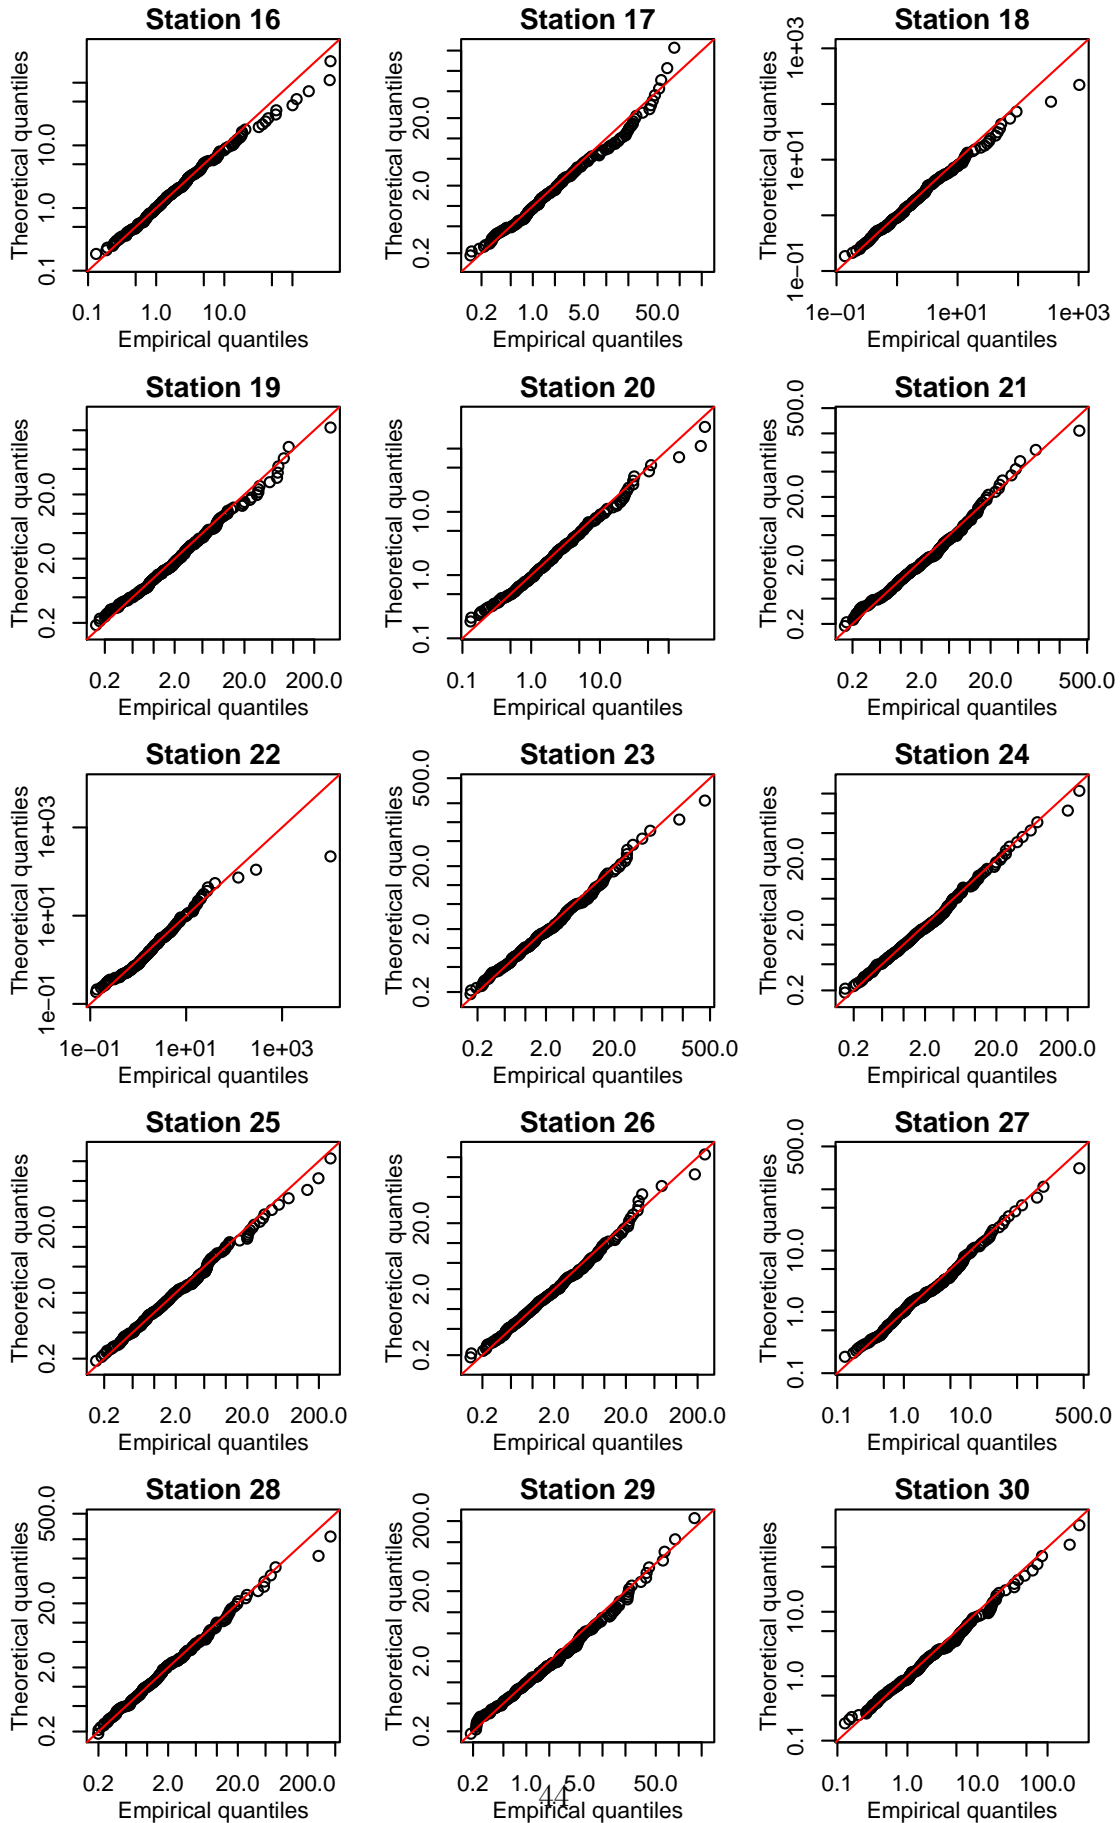 Station 16
Theoretical quantiles
0.1 1.0 10.0
0.1 1.0 10.0
Empirical quantiles
Station 17
Theoretical quantiles
0.2 2.0 20.0
0.2 1.0 5.0 50.0
Empirical quantiles
Station 18
Theoretical quantiles
1e−01 1e+01 1e+03
1e−01 1e+01 1e+03
Empirical quantiles
Station 19
Theoretical quantiles
0.2 2.0 20.0
0.2 2.0 20.0 200.0
Empirical quantiles
Station 20
Theoretical quantiles
0.1 1.0 10.0
0.1 1.0 10.0
Empirical quantiles
Station 21
Theoretical quantiles
0.2 2.0 20.0 500.0
0.2 2.0 20.0 500.0
Empirical quantiles
Station 22
Theoretical quantiles
1e−01 1e+01 1e+03
1e−01 1e+01 1e+03
Empirical quantiles
Station 23
Theoretical quantiles
0.2 2.0 20.0 500.0
0.2 2.0 20.0 500.0
Empirical quantiles
Station 24
Theoretical quantiles
0.2 2.0 20.0
0.2 2.0 20.0 200.0
Empirical quantiles
Station 25
Theoretical quantiles
0.2 2.0 20.0
0.2 2.0 20.0 200.0
Empirical quantiles
Station 26
Theoretical quantiles
0.2 2.0 20.0
0.2 2.0 20.0 200.0
Empirical quantiles
Station 27
Theoretical quantiles
0.1 1.0 10.0 500.0
0.1 1.0 10.0 500.0
Empirical quantiles
Station 28
Theoretical quantiles
0.2 2.0 20.0 500.0
0.2 2.0 20.0 200.0
Empirical quantiles
Station 29
Theoretical quantiles
0.2 2.0 20.0 200.0
0.2 1.0 5.0 50.0
Empirical quantiles
Station 30
Theoretical quantiles
0.1 1.0 10.0
0.1 1.0 10.0 100.0
Empirical quantiles
44